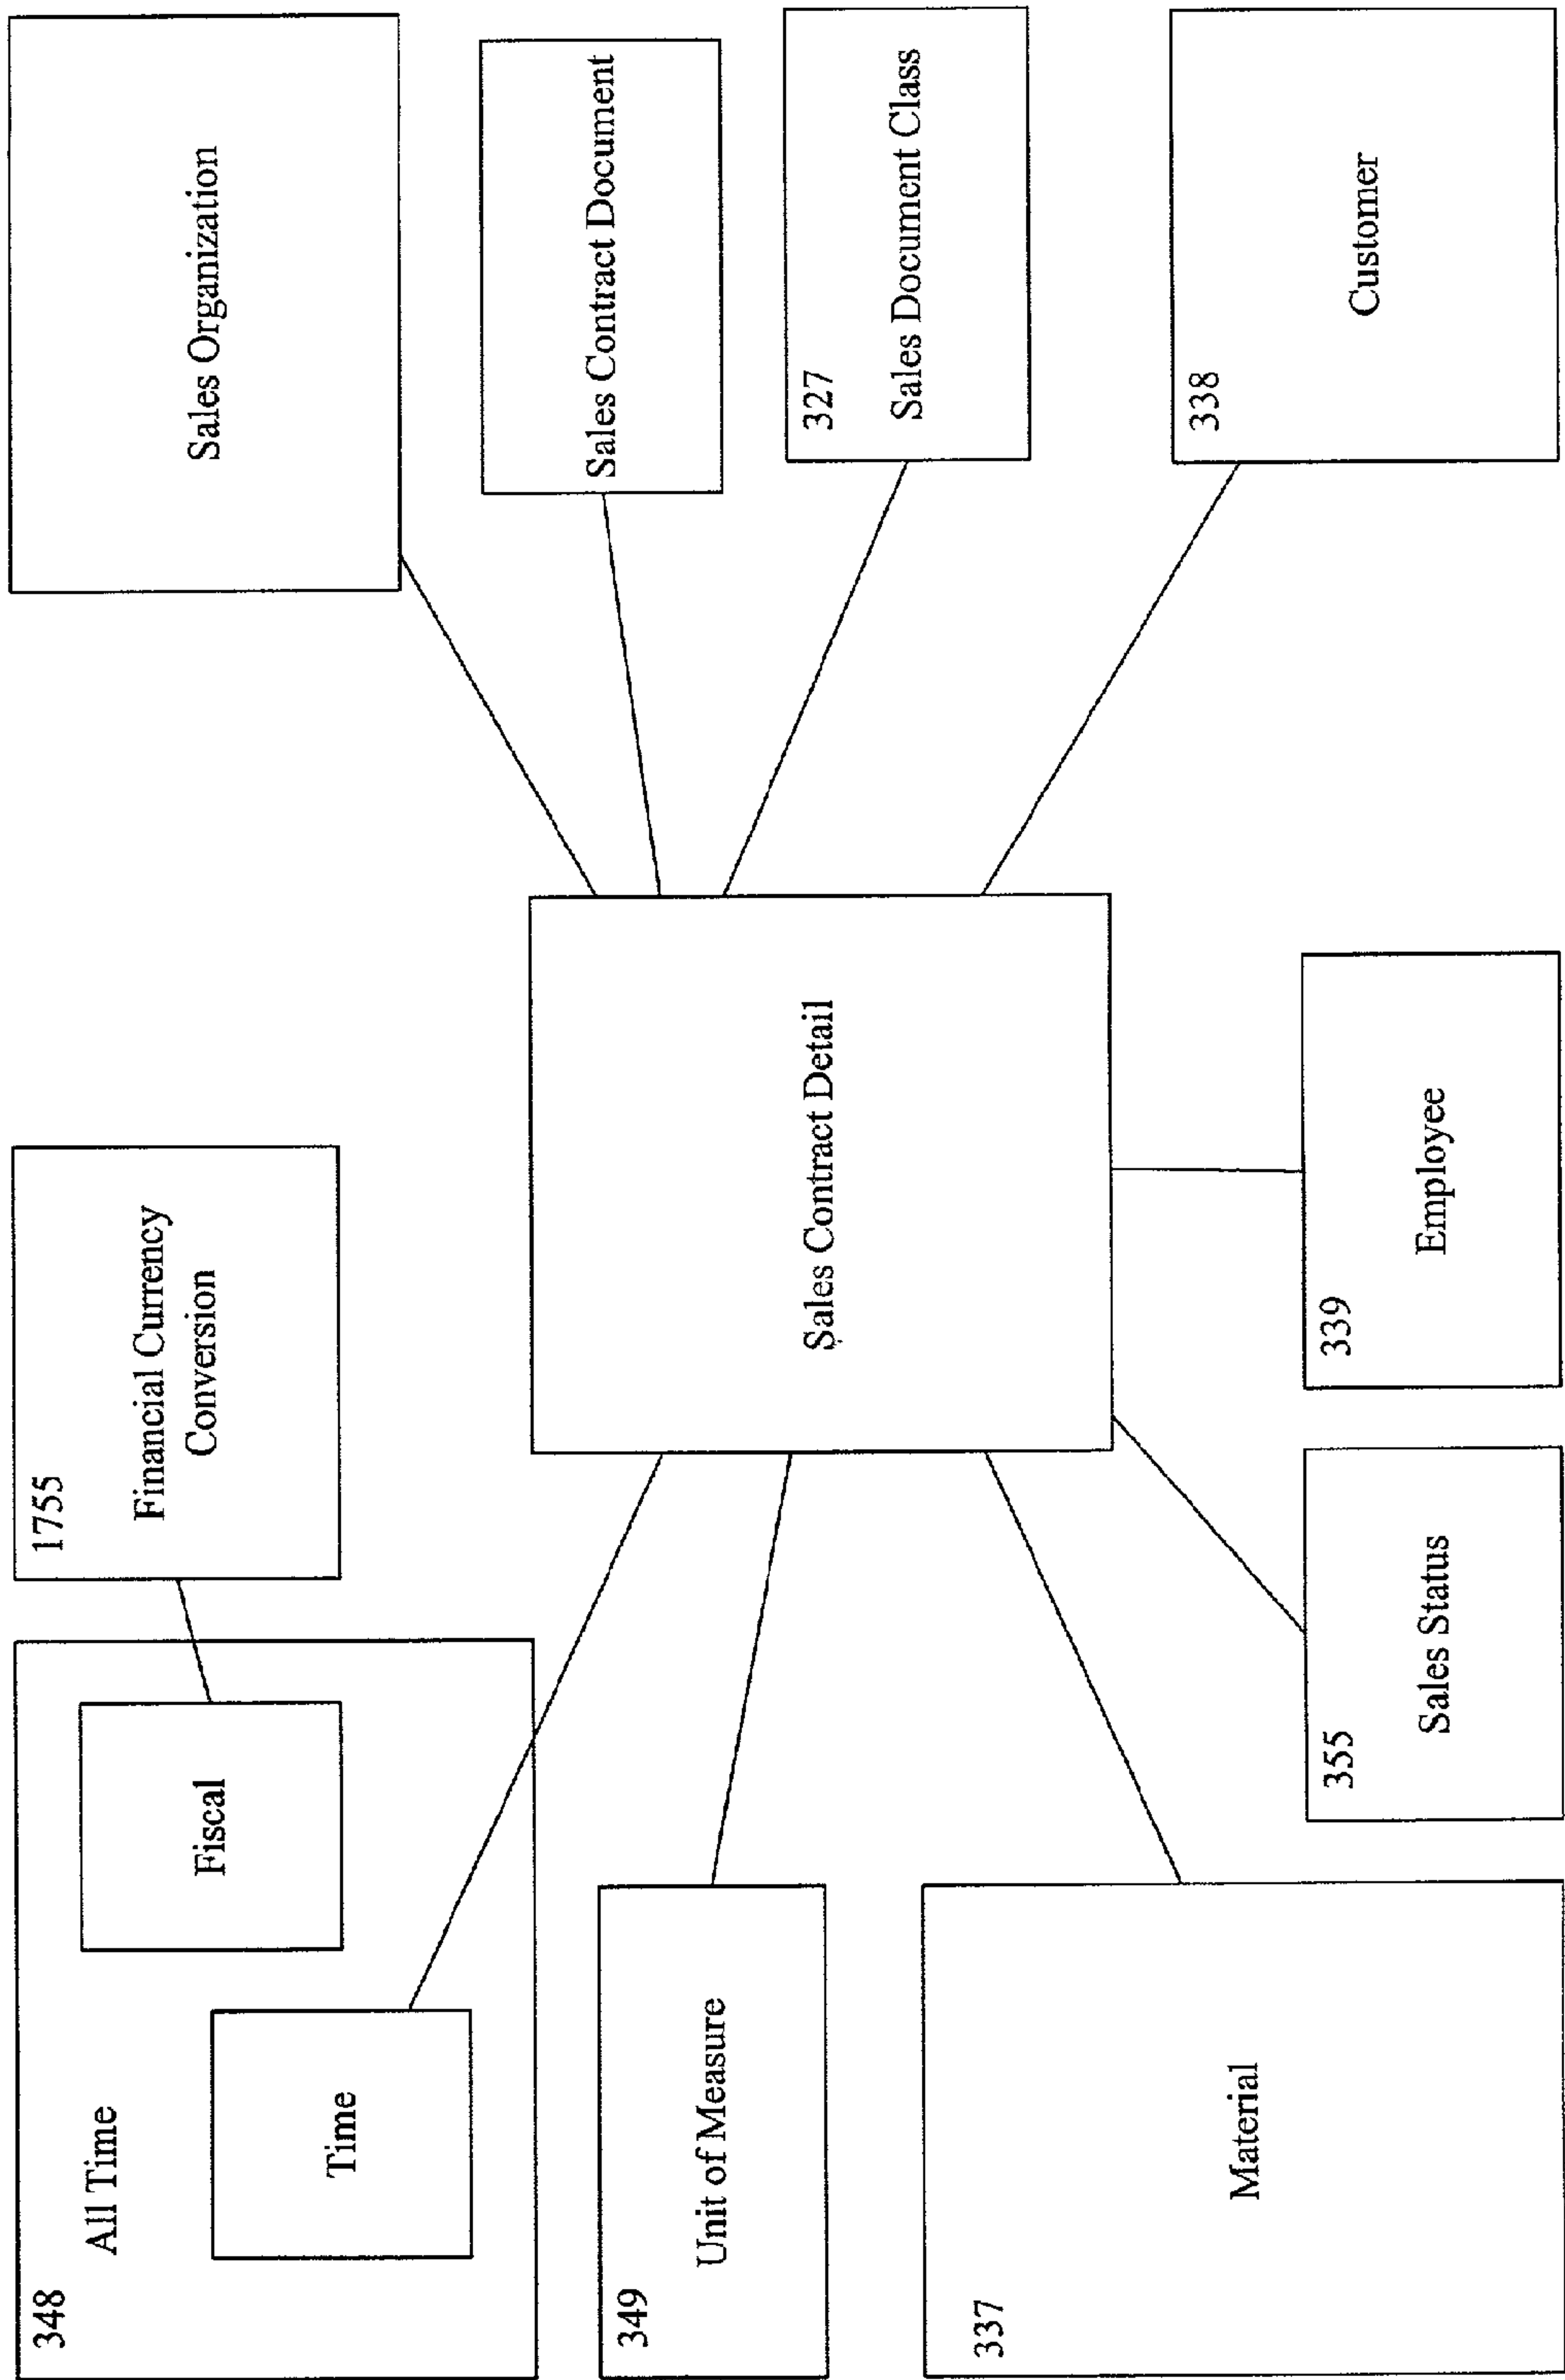 348
All Time
Time
Fiscal
1755
Financial Currency
Conversion
Sales Organization
349
Unit of Measure
Sales Contract Detail
Sales Contract Document
327
Sales Document Class
337
Material
355
Sales Status
339
Employee
338
Customer